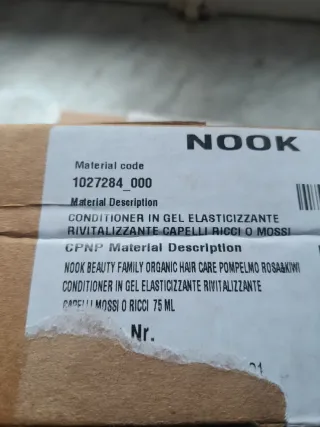 NOOK
Material code
1027284_000
Material Description
CONDITIONER IN GEL ELASTICIZZANTE
RIVITALIZZANTE CAPELLI RICCI O MOSSI
CPNP Material Description
NOOK BEAUTY FAMILY ORGANIC HAIR CARE POMPELMO ROSA&KIWI
CONDITIONER IN GEL ELASTICIZZANTE RIVITALIZZANTE
CAPELLI MOSSI O RICCI 75 ML
Nr.